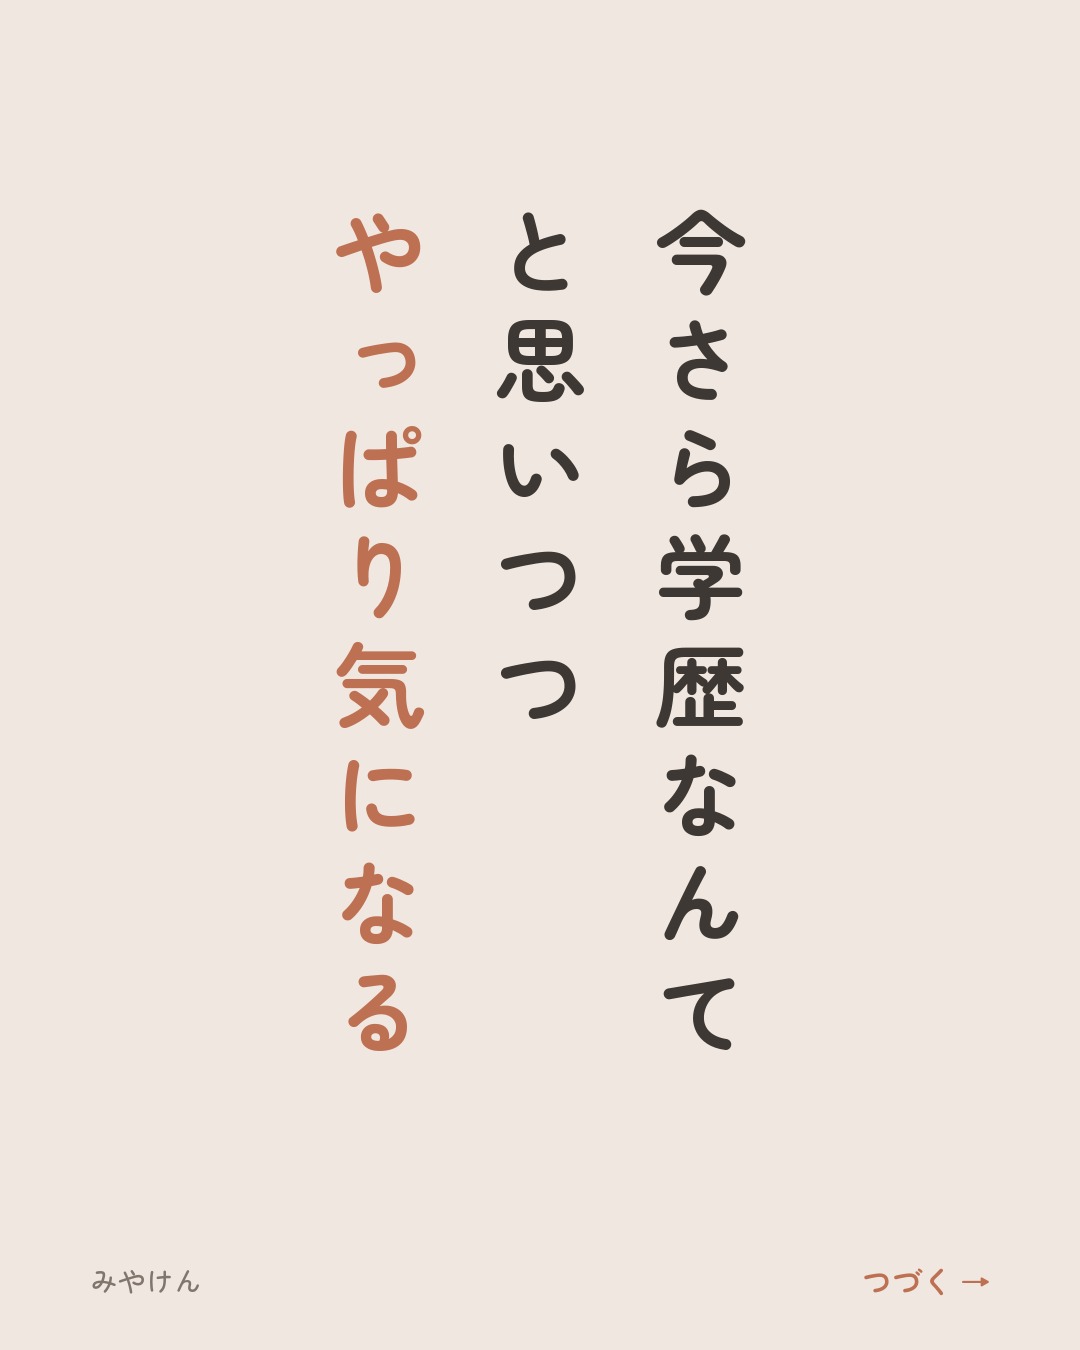 今さら学歴なんて
と思いつつ
やっぱり気になる
みやけん
つづく →